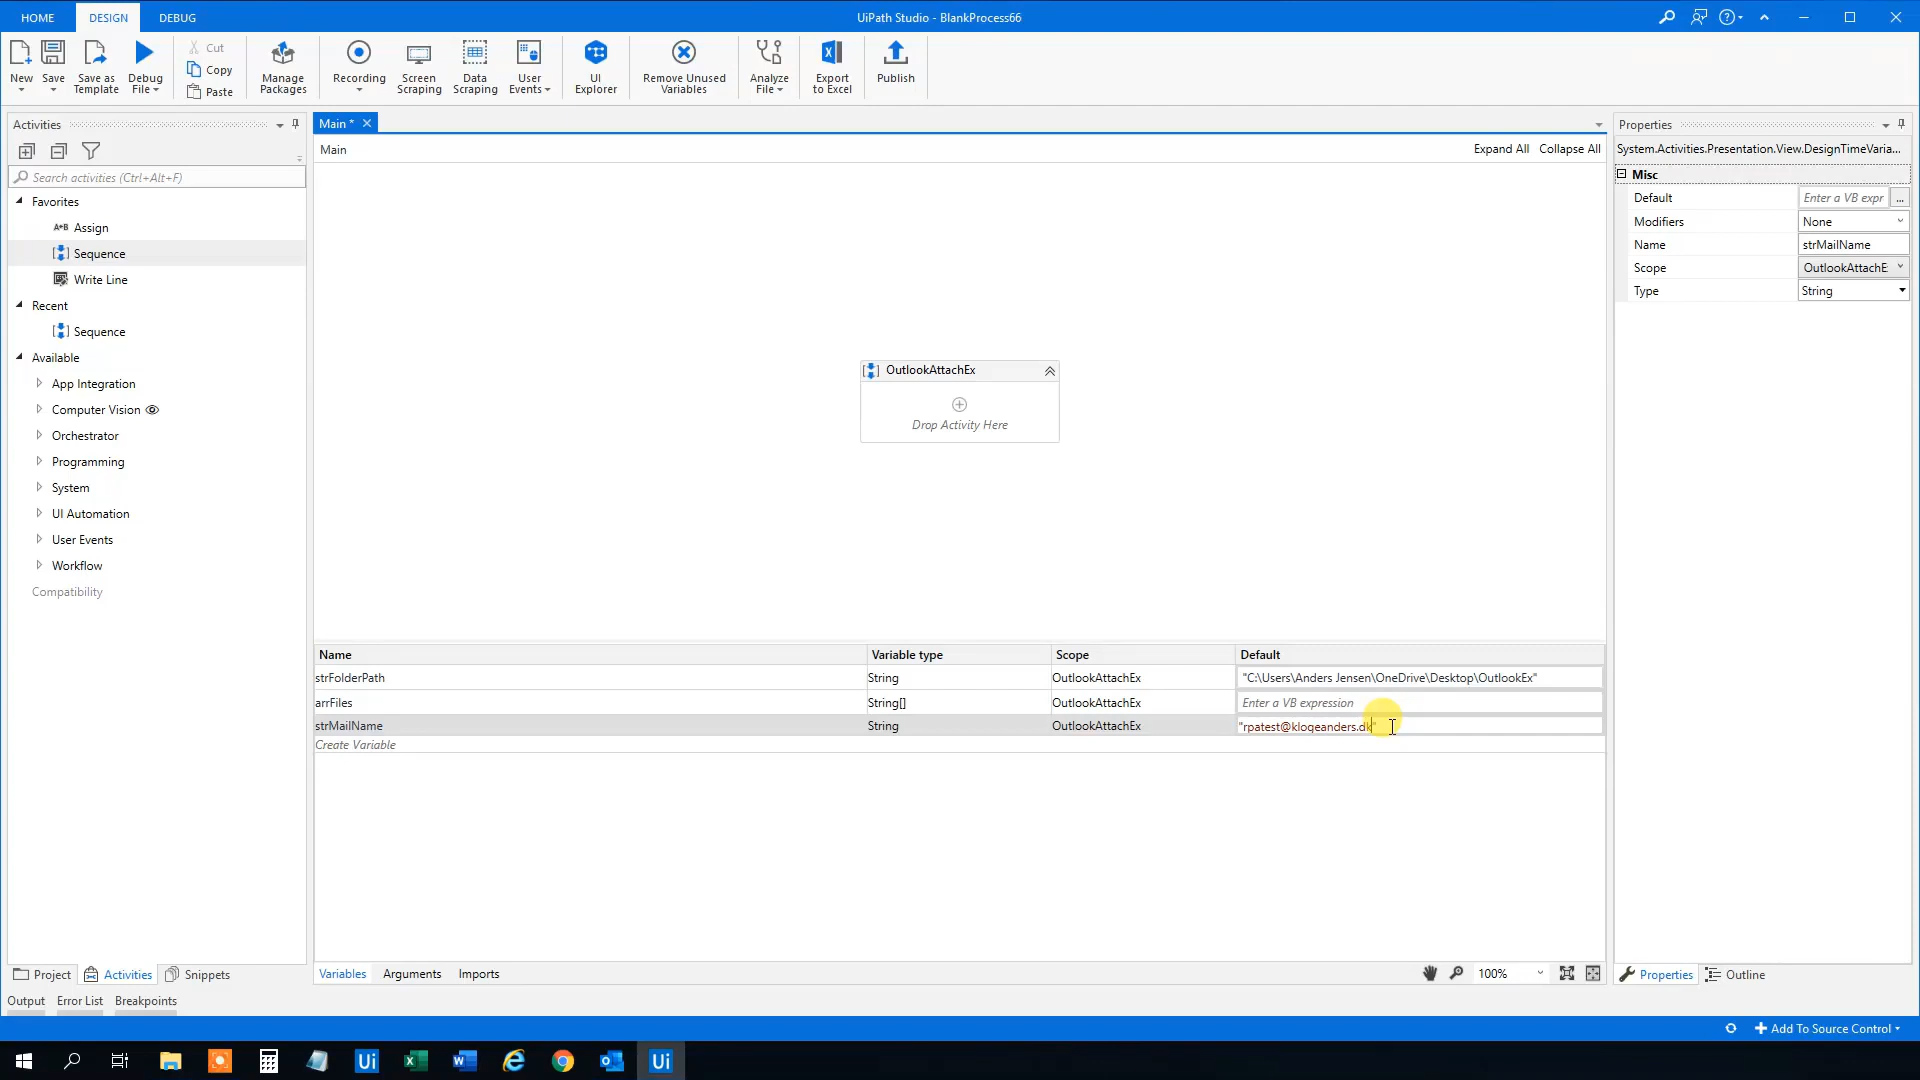 HOME DESIGN DEBUG UiPath Studio - BlankProcess66
New Save Save as Template Debug File Cut Copy Paste Manage Packages Recording Screen Scraping Data Scraping User Events UI Explorer Remove Unused Variables Analyze File Export to Excel Publish
Activities
Search activities (Ctrl+Alt+F)
Favorites
Assign
Sequence
Write Line
Recent
Sequence
Available
App Integration
Computer Vision
Orchestrator
Programming
System
UI Automation
User Events
Workflow
Compatibility
Project Activities Snippets
Main *
Main Expand All Collapse All
OutlookAttachEx
Drop Activity Here
Name Variable type Scope Default
strFolderPath String OutlookAttachEx "C:\Users\Anders Jensen\OneDrive\Desktop\OutlookEx"
arrFiles String[] OutlookAttachEx Enter a VB expression
strMailName String OutlookAttachEx "rpatest@klogeanders.dk"
Create Variable
Variables Arguments Imports 100%
Properties
System.Activities.Presentation.View.DesignTimeVaria...
Misc
Default Enter a VB expr ...
Modifiers None
Name strMailName
Scope OutlookAttachE
Type String
Properties Outline
Output Error List Breakpoints
Add To Source Control